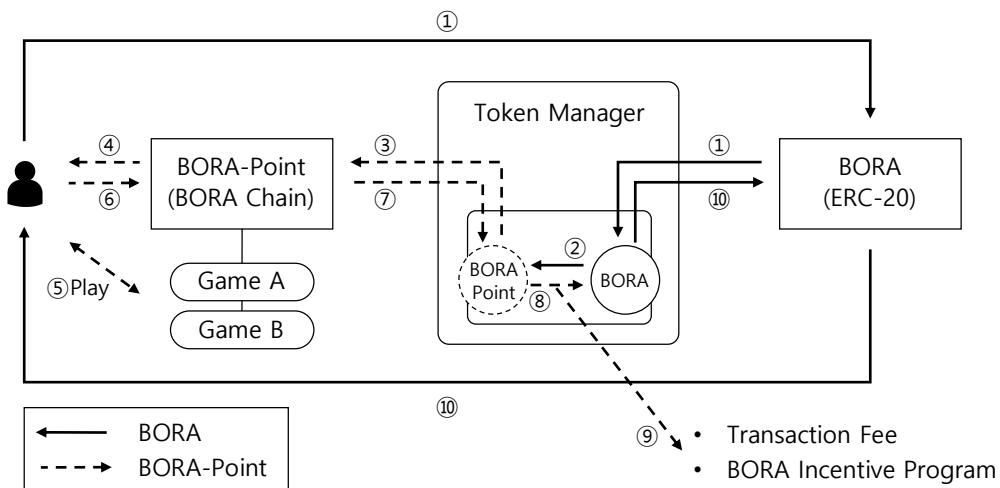 ①
Token Manager
④
③
①
BORA-Point
(BORA Chain)
BORA
(ERC-20)
⑥
⑦
⑩
②
BORA
Point
BORA
⑧
⑤Play
Game A
Game B
⑩
BORA
BORA-Point
⑨
• Transaction Fee
• BORA Incentive Program